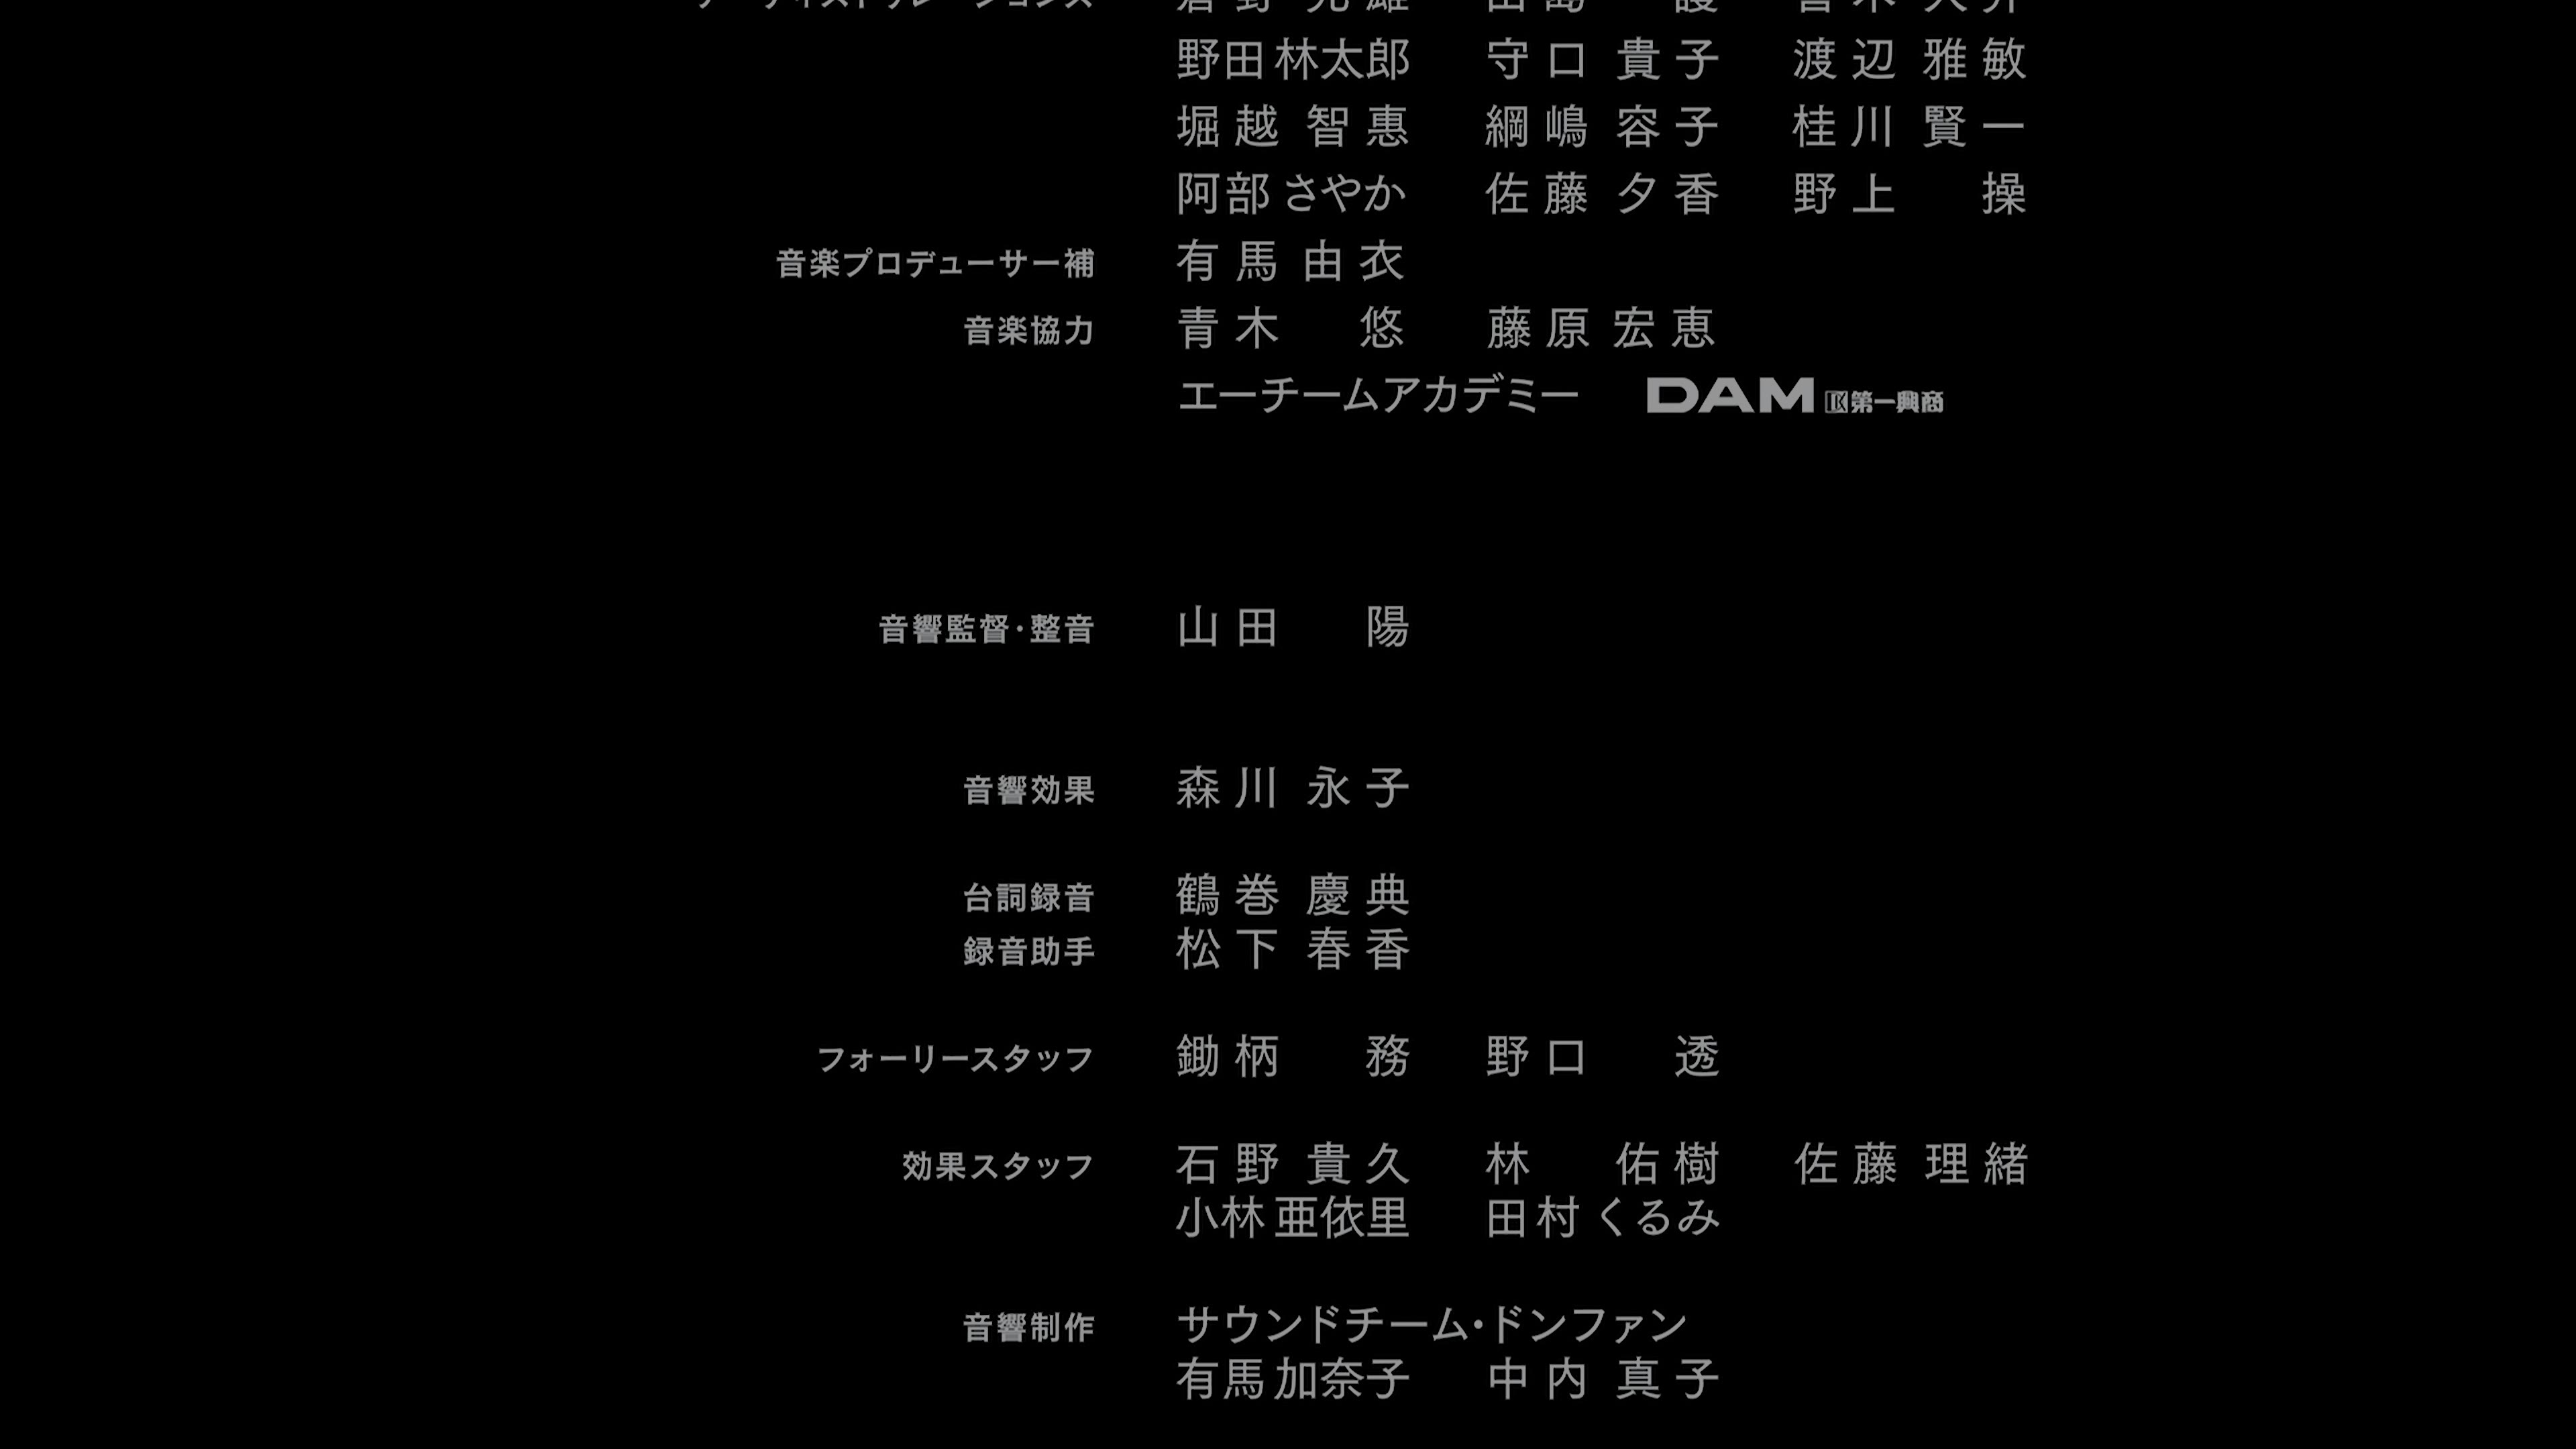 野田 林太郎 守口 貴子 渡辺 雅敏
堀越 智惠 綱嶋 容子 桂川 賢一
阿部 さやか 佐藤 夕香 野上 操
音楽プロデューサー補 有馬 由衣
音楽協力 青木 悠 藤原 宏恵
エーチームアカデミー DAM 第一興商
音響監督・整音 山田 陽
音響効果 森川 永子
台詞録音 鶴巻 慶典
録音助手 松下 春香
フォーリースタッフ 鋤柄 務 野口 透
効果スタッフ 石野 貴久 林 佑樹 佐藤 理緒
小林 亜依里 田村 くるみ
音響制作 サウンドチーム・ドンファン
有馬 加奈子 中内 真子